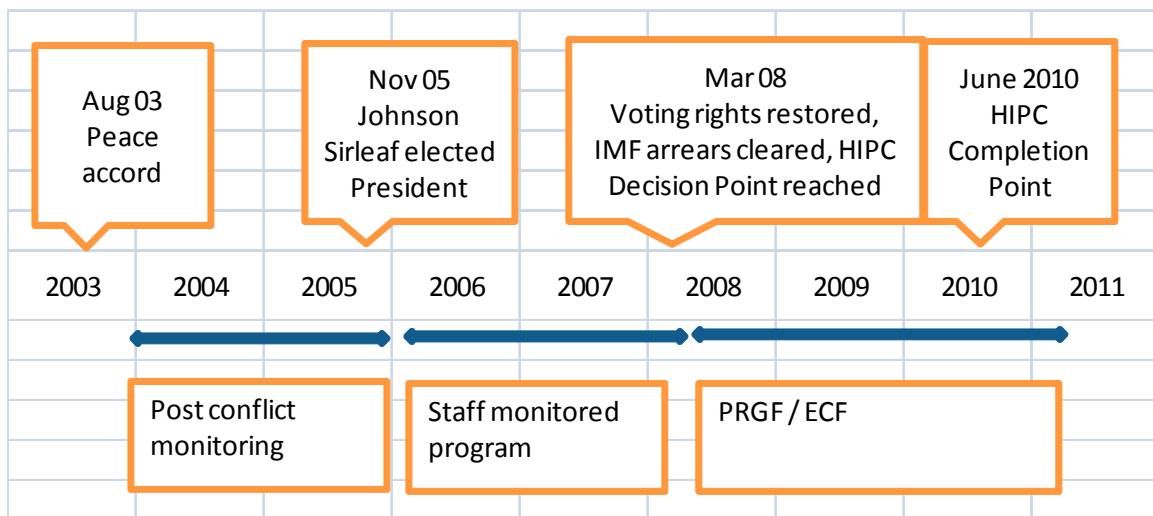 Aug 03
Peace
accord
Nov 05
Johnson
Sirleaf elected
President
Mar 08
Voting rights restored,
IMF arrears cleared, HIPC
Decision Point reached
June 2010
HIPC
Completion
Point
2003 2004 2005 2006 2007 2008 2009 2010 2011
Post conflict
monitoring
Staff monitored
program
PRGF / ECF